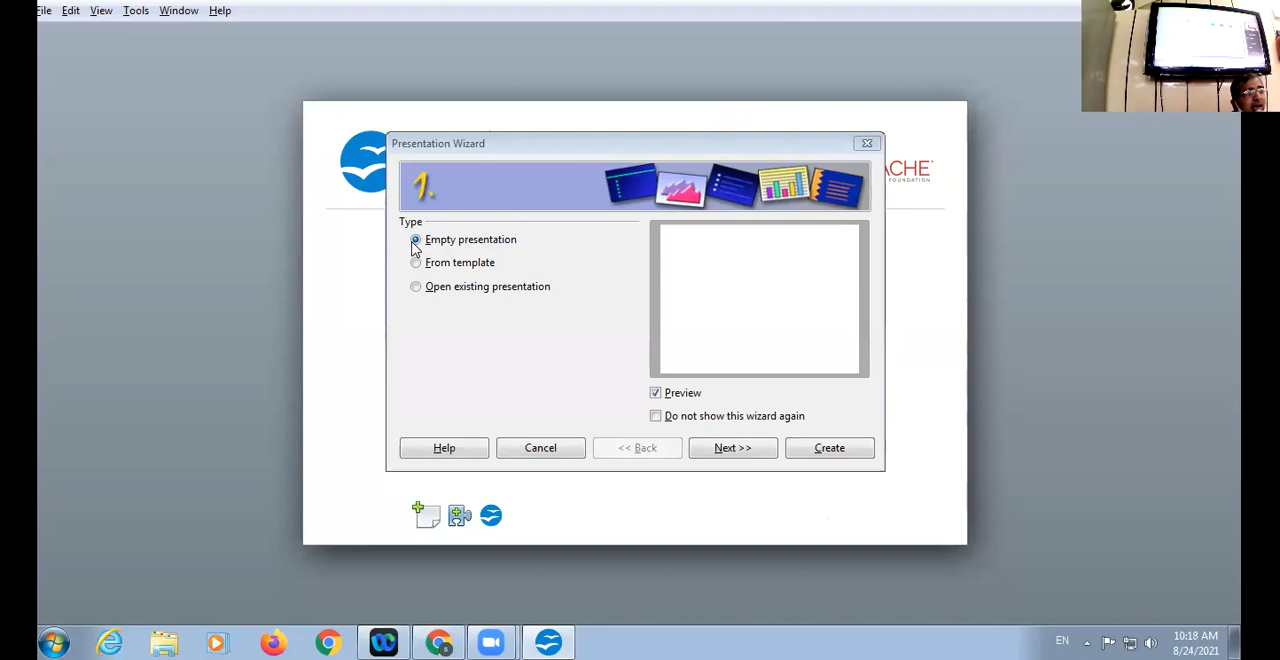 File Edit View Tools Window Help
ACHE
FOUNDATION
Presentation Wizard
1.
Type
Empty presentation
From template
Open existing presentation
Preview
Do not show this wizard again
Help Cancel << Back Next >> Create
EN 10:18 AM
8/24/2021